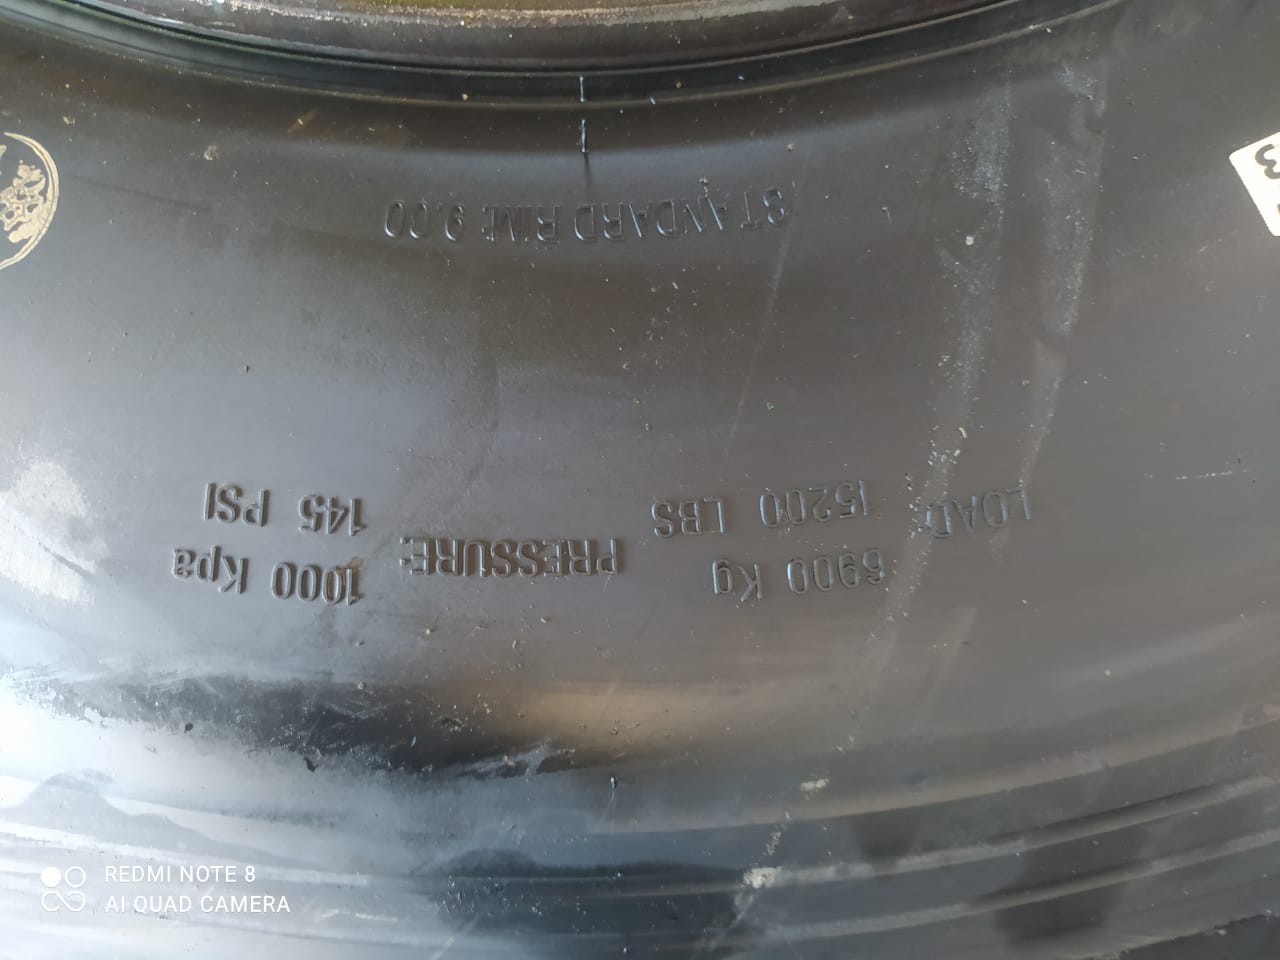 LOAD: 6900 Kg
15200 LBS
PRESSURE: 1000 Kpa
145 PSI
STANDARD RIM: 9.00
3
REDMI NOTE 8
AI QUAD CAMERA